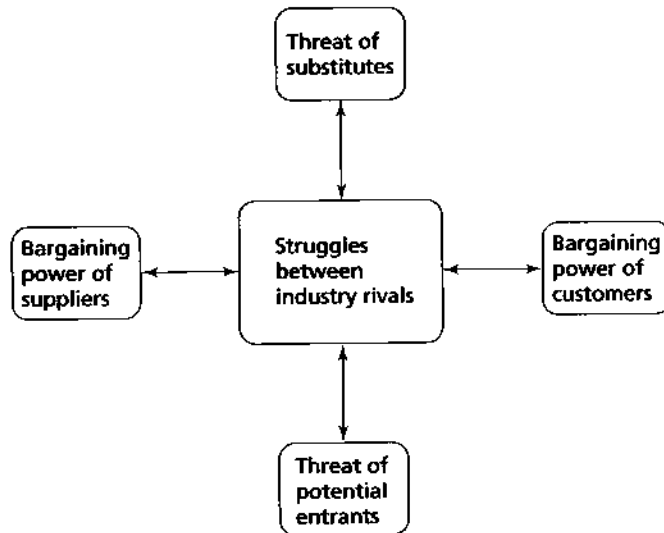 Threat of
substitutes
Bargaining
power of
suppliers
Struggles
between
industry rivals
Bargaining
power of
customers
Threat of
potential
entrants